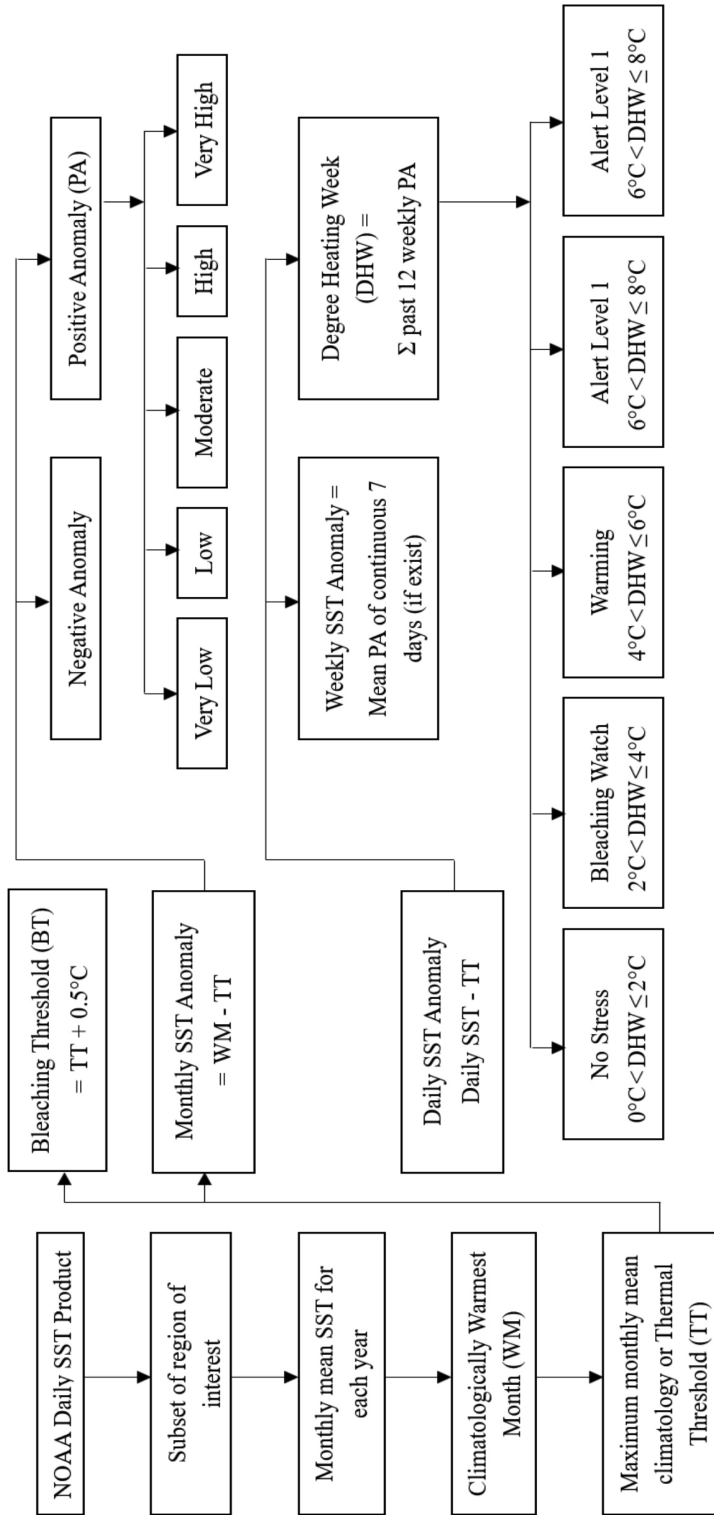 NOAA Daily SST Product
Subset of region of
interest
Monthly mean SST for
each year
Climatologically Warmest
Month (WM)
Maximum monthly mean
climatology or Thermal
Threshold (TT)
Bleaching Threshold (BT)
= TT + 0.5°C
Monthly SST Anomaly
= WM - TT
Daily SST Anomaly
Daily SST - TT
Negative Anomaly
Positive Anomaly (PA)
Very Low
Low
Moderate
High
Very High
Weekly SST Anomaly =
Mean PA of continuous 7
days (if exist)
Degree Heating Week
(DHW) =
Σ past 12 weekly PA
No Stress
0°C<DHW≤2°C
Bleaching Watch
2°C<DHW≤4°C
Warming
4°C<DHW≤6°C
Alert Level 1
6°C<DHW≤8°C
Alert Level 1
6°C<DHW≤8°C